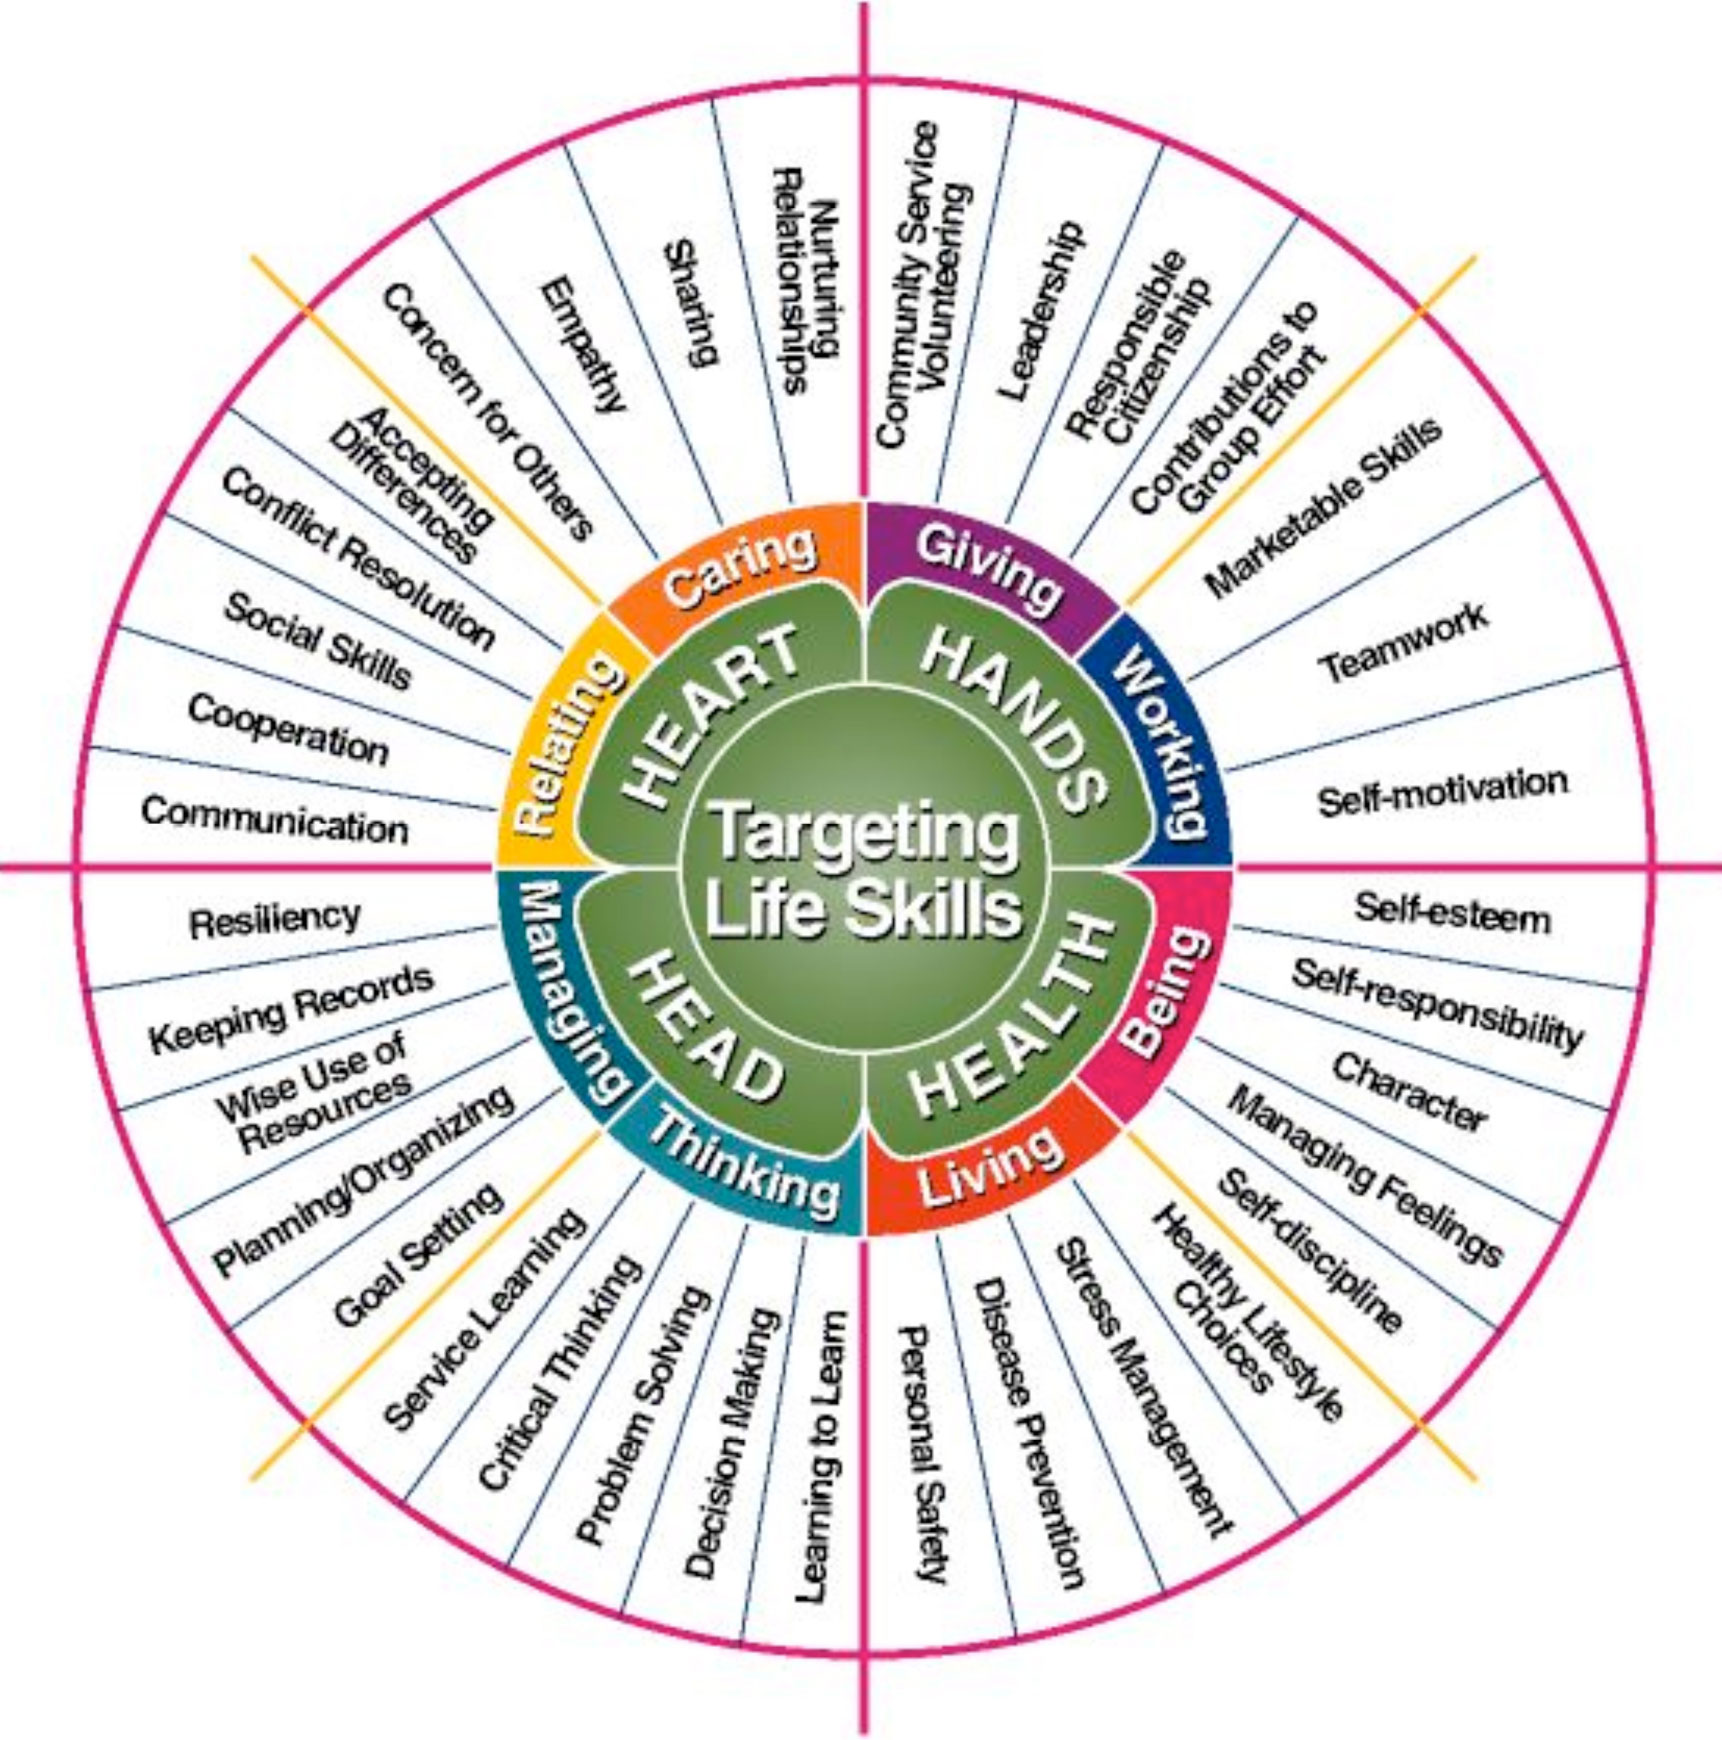 Targeting
Life Skills
HEART
HANDS
HEALTH
HEAD
Caring
Giving
Working
Being
Living
Thinking
Managing
Relating
Community Service
Volunteering
Leadership
Responsible
Citizenship
Contributions to
Group Effort
Marketable Skills
Teamwork
Self-motivation
Self-esteem
Self-responsibility
Character
Managing Feelings
Self-discipline
Healthy Lifestyle
Choices
Stress Management
Disease Prevention
Personal Safety
Learning to Learn
Decision Making
Problem Solving
Critical Thinking
Service Learning
Goal Setting
Planning/Organizing
Wise Use of
Resources
Keeping Records
Resiliency
Communication
Cooperation
Social Skills
Conflict Resolution
Accepting
Differences
Concern for Others
Empathy
Sharing
Nurturing
Relationships